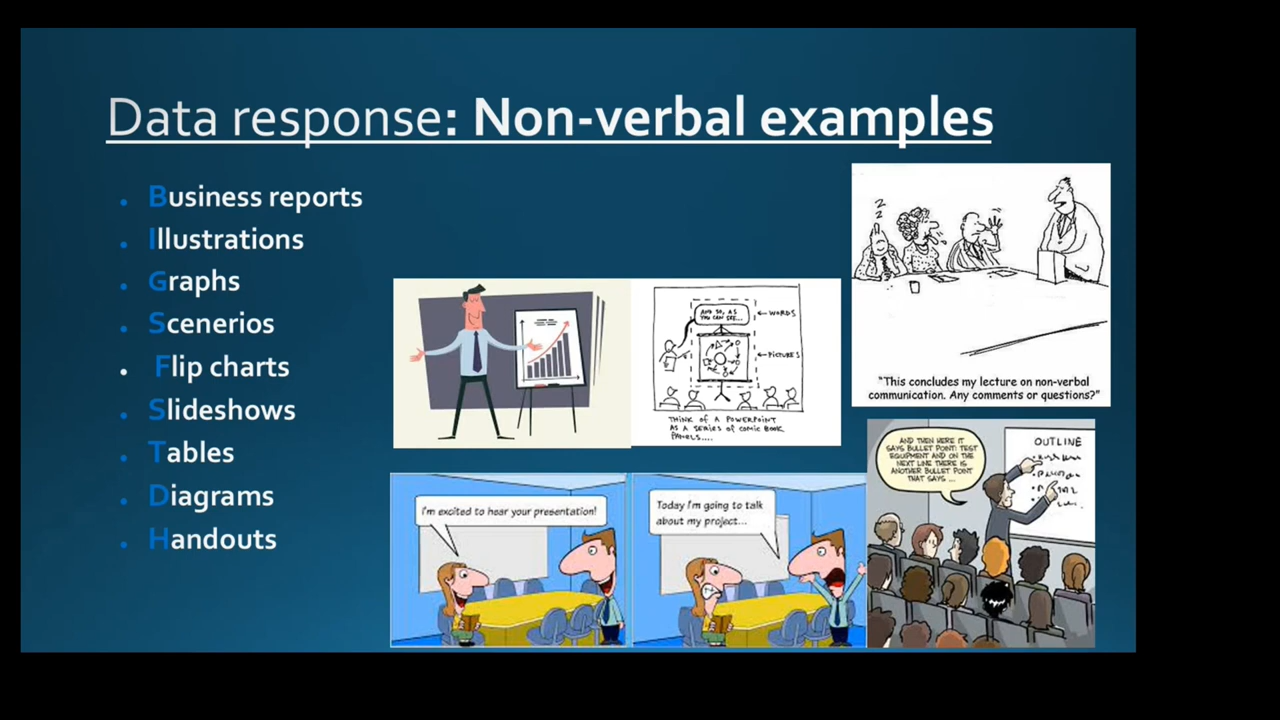 Data response: Non-verbal examples
Business reports
Illustrations
Graphs
Scenerios
Flip charts
Slideshows
Tables
Diagrams
Handouts
AND SO, AS
YOU CAN SEE...
WORDS
PICTURES
THINK OF A POWERPOINT
AS A SERIES OF COMIC BOOK
PANELS....
Z
Z
Z
"This concludes my lecture on non-verbal
communication. Any comments or questions?"
I'm excited to hear your presentation!
Today I'm going to talk
about my project...
AND THEN HERE IT
SAYS BULLET POINT: TEST
EQUIPMENT AND ON THE
NEXT LINE THERE IS
ANOTHER BULLET POINT
THAT SAYS ...
OUTLINE